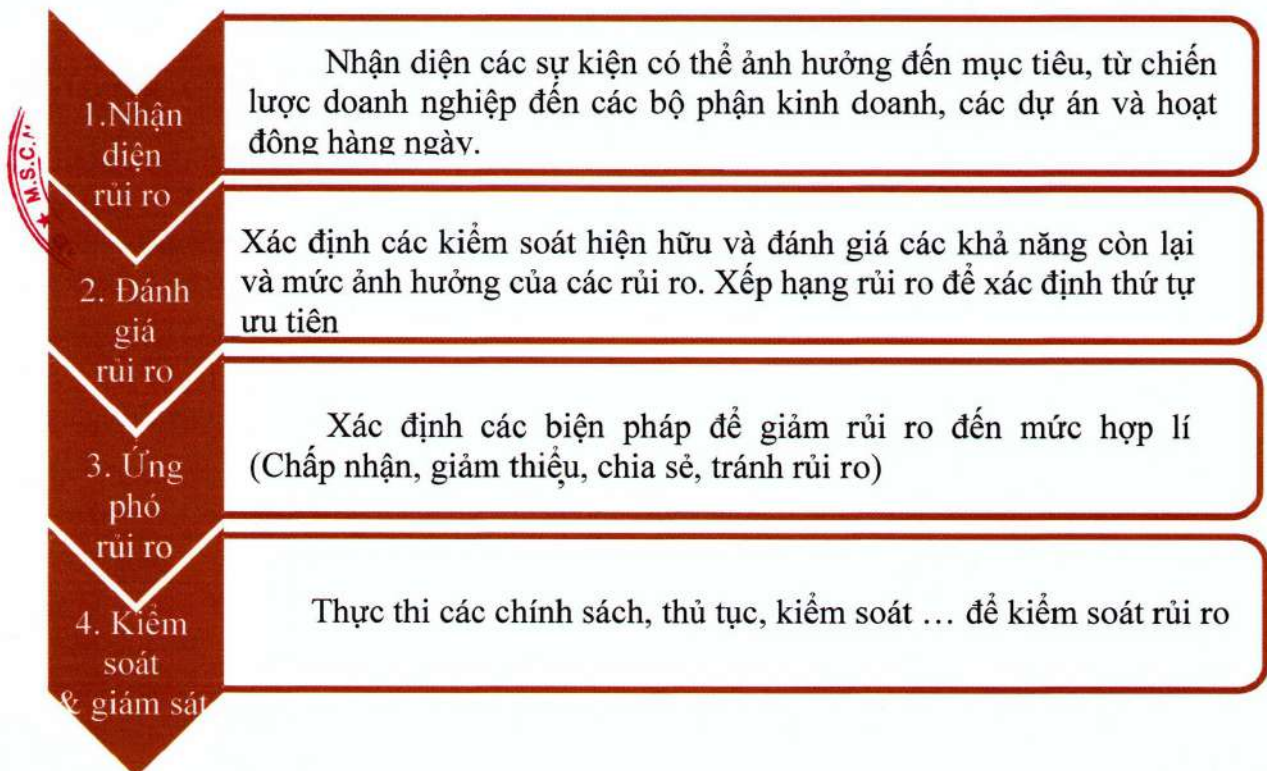 1.Nhận
diện
rủi ro
Nhận diện các sự kiện có thể ảnh hưởng đến mục tiêu, từ chiến
lược doanh nghiệp đến các bộ phận kinh doanh, các dự án và hoạt
động hàng ngày.
M.S.C.
2. Đánh
giá
rủi ro
Xác định các kiểm soát hiện hữu và đánh giá các khả năng còn lại
và mức ảnh hưởng của các rủi ro. Xếp hạng rủi ro để xác định thứ tự
ưu tiên
3. Ứng
phó
rủi ro
Xác định các biện pháp để giảm rủi ro đến mức hợp lí
(Chấp nhận, giảm thiểu, chia sẻ, tránh rủi ro)
4. Kiểm
soát
& giám sát
Thực thi các chính sách, thủ tục, kiểm soát … để kiểm soát rủi ro